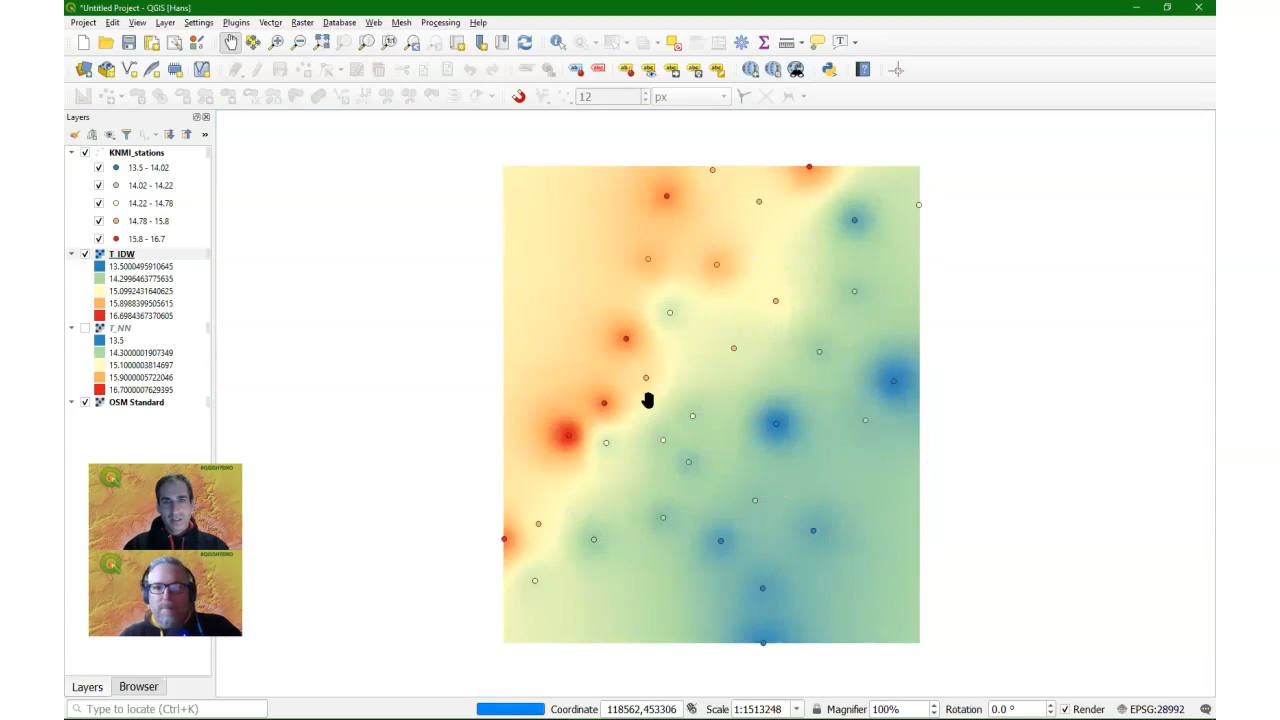 *Untitled Project - QGIS [Hans]
Project Edit View Layer Settings Plugins Vector Raster Database Web Mesh Processing Help
12 px
Layers
KNMI_stations
13.5 - 14.02
14.02 - 14.22
14.22 - 14.78
14.78 - 15.8
15.8 - 16.7
T_IDW
13.5000495910645
14.2996463775635
15.0992431640625
15.8988399505615
16.6984367370605
T_NN
13.5
14.3000001907349
15.1000003814697
15.9000005722046
16.7000007629395
OSM Standard
#QGISHYDRO
#QGISHYDRO
Layers Browser
Type to locate (Ctrl+K)
Coordinate 118562,453306 Scale 1:1513248 Magnifier 100% Rotation 0.0 ° Render EPSG:28992